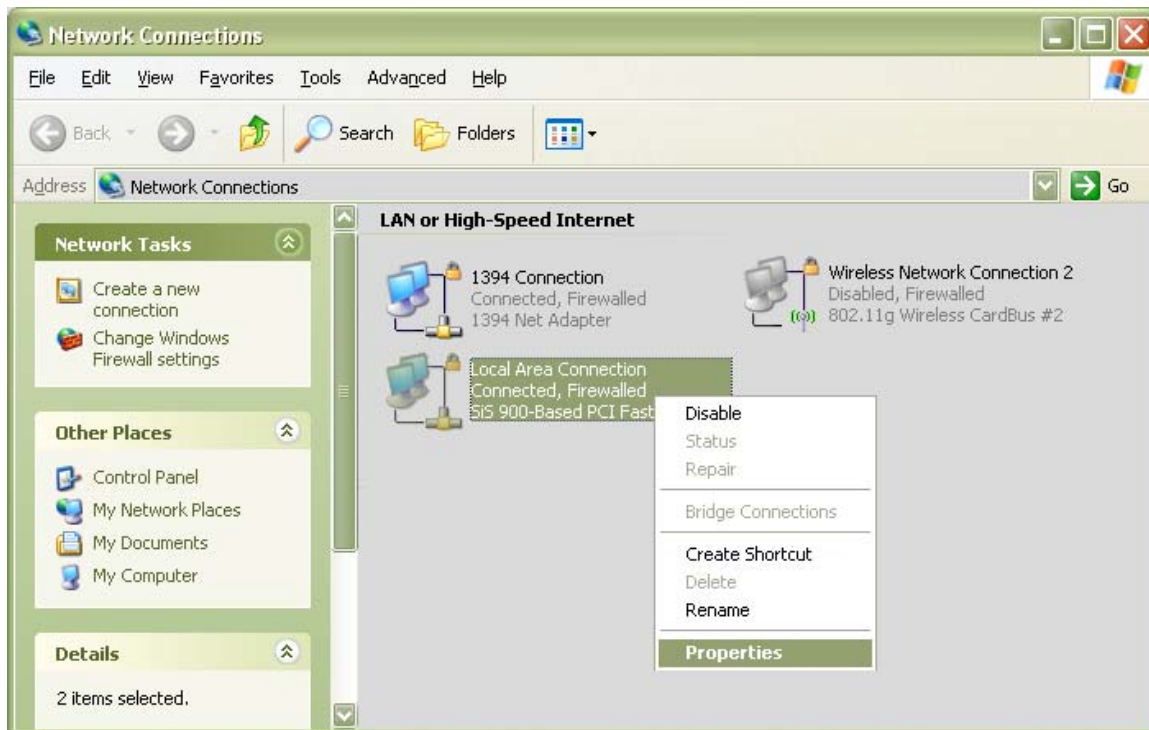 Network Connections
File Edit View Favorites Tools Advanced Help
Back Search Folders
Address Network Connections Go
Network Tasks
Create a new
connection
Change Windows
Firewall settings
Other Places
Control Panel
My Network Places
My Documents
My Computer
Details
2 items selected.
LAN or High-Speed Internet
1394 Connection
Connected, Firewalled
1394 Net Adapter
Wireless Network Connection 2
Disabled, Firewalled
802.11g Wireless CardBus #2
Local Area Connection
Connected, Firewalled
SiS 900-Based PCI Fast
Disable
Status
Repair
Bridge Connections
Create Shortcut
Delete
Rename
Properties